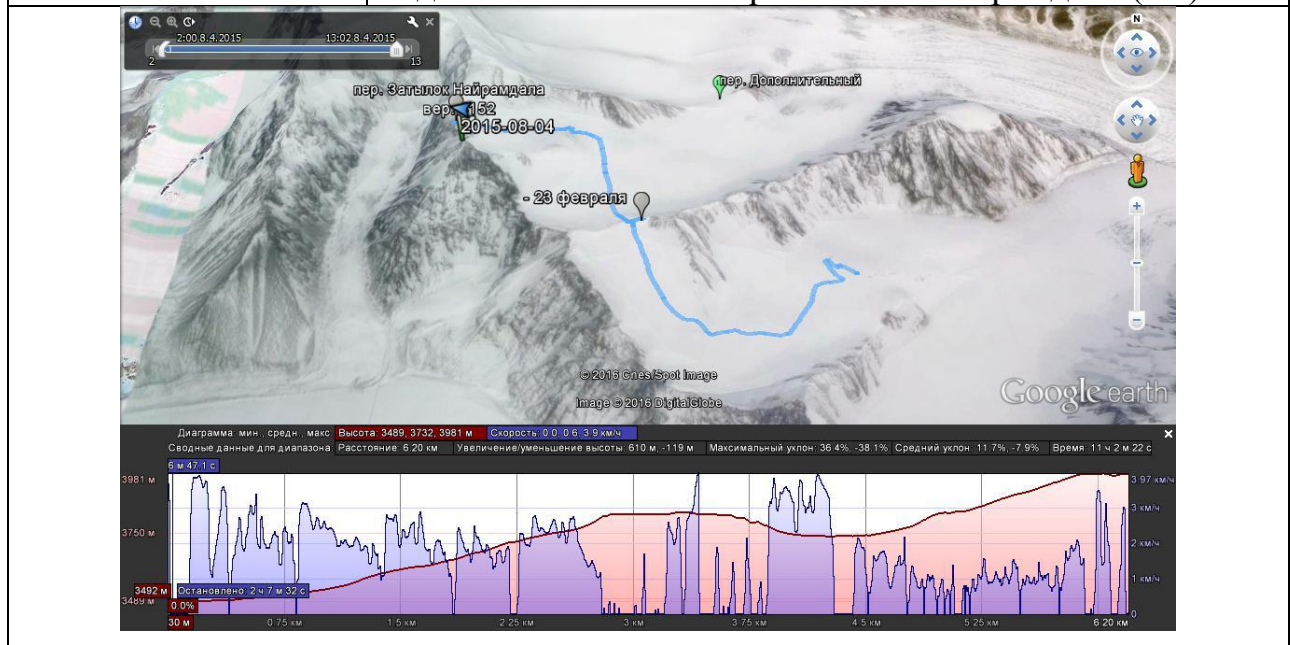 2:00 8.4.2015 13:02 8.4.2015
2 13
N
пер. Дополнительный
пер. Затылок Найрамдала
вер. 152
2015-08-04
- 23 февраля
© 2016 Cnes/Spot Image
Image © 2016 DigitalGlobe
Google earth
Диаграмма: мин., средн., макс. Высота: 3489, 3732, 3981 м Скорость: 0.0, 0.6, 3.9 км/ч
Сводные данные для диапазона: Расстояние: 6.20 км Увеличение/уменьшение высоты: 610 м, -119 м Максимальный уклон: 36.4%, -38.1% Средний уклон: 11.7%, -7.9% Время: 11 ч 2 м 22 с
6 м 47.1 с
3981 м 3.97 км/ч
3 км/ч
3750 м
2 км/ч
3492 м Остановлено: 2 ч 7 м 32 с 1 км/ч
3489 м 0.0% 0
30 м 0.75 км 1.5 км 2.25 км 3 км 3.75 км 4.5 км 5.25 км 6.20 км